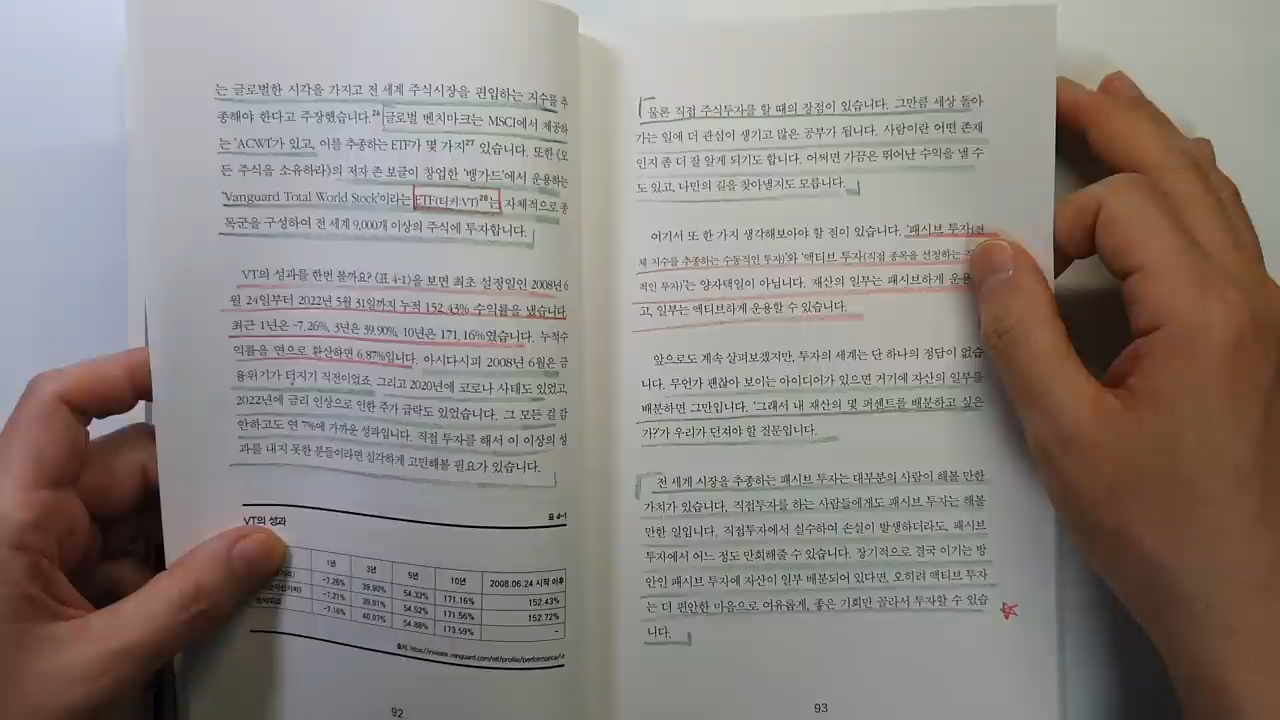 는 글로벌한 시각을 가지고 전 세계 주식시장을 편입하는 지수를 추
종해야 한다고 주장했습니다.26 글로벌 벤치마크는 MSCI에서 제공하
는 'ACWI'가 있고, 이를 추종하는 ETF가 몇 가지27 있습니다. 또한 《모
든 주식을 소유하라》의 저자 존 보글이 창업한 '뱅가드'에서 운용하는
'Vanguard Total World Stock'이라는 ETF(티커:VT)28는 자체적으로 종
목군을 구성하여 전 세계 9,000개 이상의 주식에 투자합니다.
VT의 성과를 한번 볼까요? 〈표 4-1〉을 보면 최초 설정일인 2008년 6
월 24일부터 2022년 5월 31일까지 누적 152.43% 수익률을 냈습니다.
최근 1년은 -7.26%, 3년은 39.90%, 10년은 171.16%였습니다. 누적수
익률을 연으로 환산하면 6.87%입니다. 아시다시피 2008년 6월은 금
융위기가 터지기 직전이었죠. 그리고 2020년에 코로나 사태도 있었고,
2022년에 금리 인상으로 인한 주가 급락도 있었습니다. 그 모든 걸 감
안하고도 연 7%에 가까운 성과입니다. 직접 투자를 해서 이 이상의 성
과를 내지 못한 분들이라면 심각하게 고민해볼 필요가 있습니다.
VT의 성과 표 4-1
1년 3년 5년 10년 2008.06.24 시작 이후
-7.26% 39.90% 54.33% 171.16% 152.43%
-7.21% 39.91% 54.52% 171.56% 152.72%
-7.16% 40.07% 54.88% 173.59% -
출처: https://investor.vanguard.com/etf/profile/performance/
92
물론 직접 주식투자를 할 때의 장점이 있습니다. 그만큼 세상 돌아
가는 일에 더 관심이 생기고 많은 공부가 됩니다. 사람이란 어떤 존재
인지 좀 더 잘 알게 되기도 합니다. 어쩌면 가끔은 뛰어난 수익을 낼 수
도 있고, 나만의 길을 찾아낼지도 모릅니다.
여기서 또 한 가지 생각해보아야 할 점이 있습니다. '패시브 투자(전
체 지수를 추종하는 수동적인 투자)'와 '액티브 투자(직접 종목을 선정하는
적인 투자)'는 양자택일이 아닙니다. 재산의 일부는 패시브하게 운용
고, 일부는 액티브하게 운용할 수 있습니다.
앞으로도 계속 살펴보겠지만, 투자의 세계는 단 하나의 정답이 없습
니다. 무언가 괜찮아 보이는 아이디어가 있으면 거기에 자산의 일부를
배분하면 그만입니다. '그래서 내 재산의 몇 퍼센트를 배분하고 싶은
가?'가 우리가 던져야 할 질문입니다.
전 세계 시장을 추종하는 패시브 투자는 대부분의 사람이 해볼 만한
가치가 있습니다. 직접투자를 하는 사람들에게도 패시브 투자는 해볼
만한 일입니다. 직접투자에서 실수하여 손실이 발생하더라도, 패시브
투자에서 어느 정도 만회해줄 수 있습니다. 장기적으로 결국 이기는 방
안인 패시브 투자에 자산이 일부 배분되어 있다면, 오히려 액티브 투자
는 더 편안한 마음으로 여유롭게, 좋은 기회만 골라서 투자할 수 있습
니다.
93